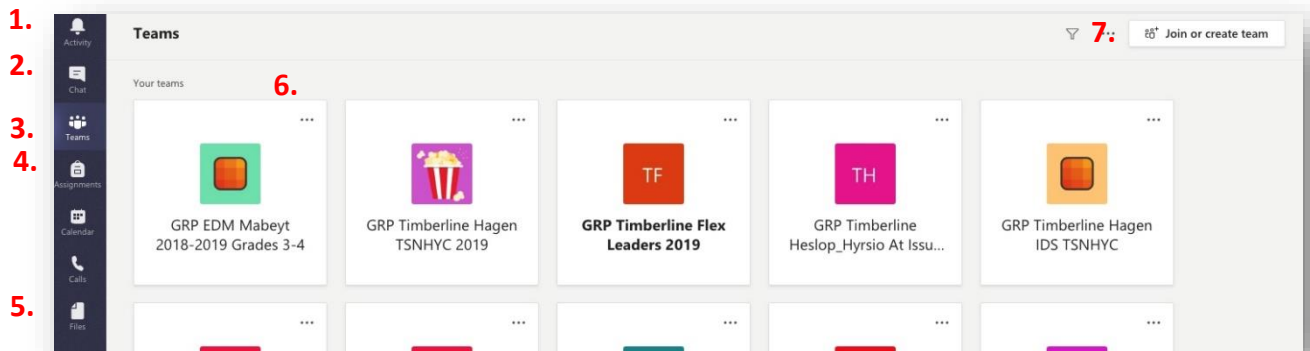 1.
Activity
Teams
7.
...
Join or create team
2.
Chat
Your teams
6.
3.
Teams
4.
Assignments
Calendar
Calls
5.
Files
TF
TH
GRP EDM Mabeyt
2018-2019 Grades 3-4
GRP Timberline Hagen
TSNHYC 2019
GRP Timberline Flex
Leaders 2019
GRP Timberline
Heslop_Hyrsio At Issu...
GRP Timberline Hagen
IDS TSNHYC